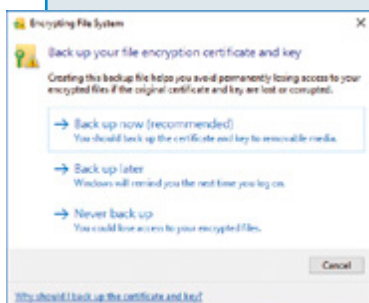 Encrypting File System
Back up your file encryption certificate and key
Creating this backup file helps you avoid permanently losing access to your
encrypted files if the original certificate and key are lost or corrupted.
→ Back up now (recommended)
You should back up the certificate and key to removable media.
→ Back up later
Windows will remind you the next time you log on.
→ Never back up
You could lose access to your encrypted files.
Cancel
Why should I back up the certificate and key?